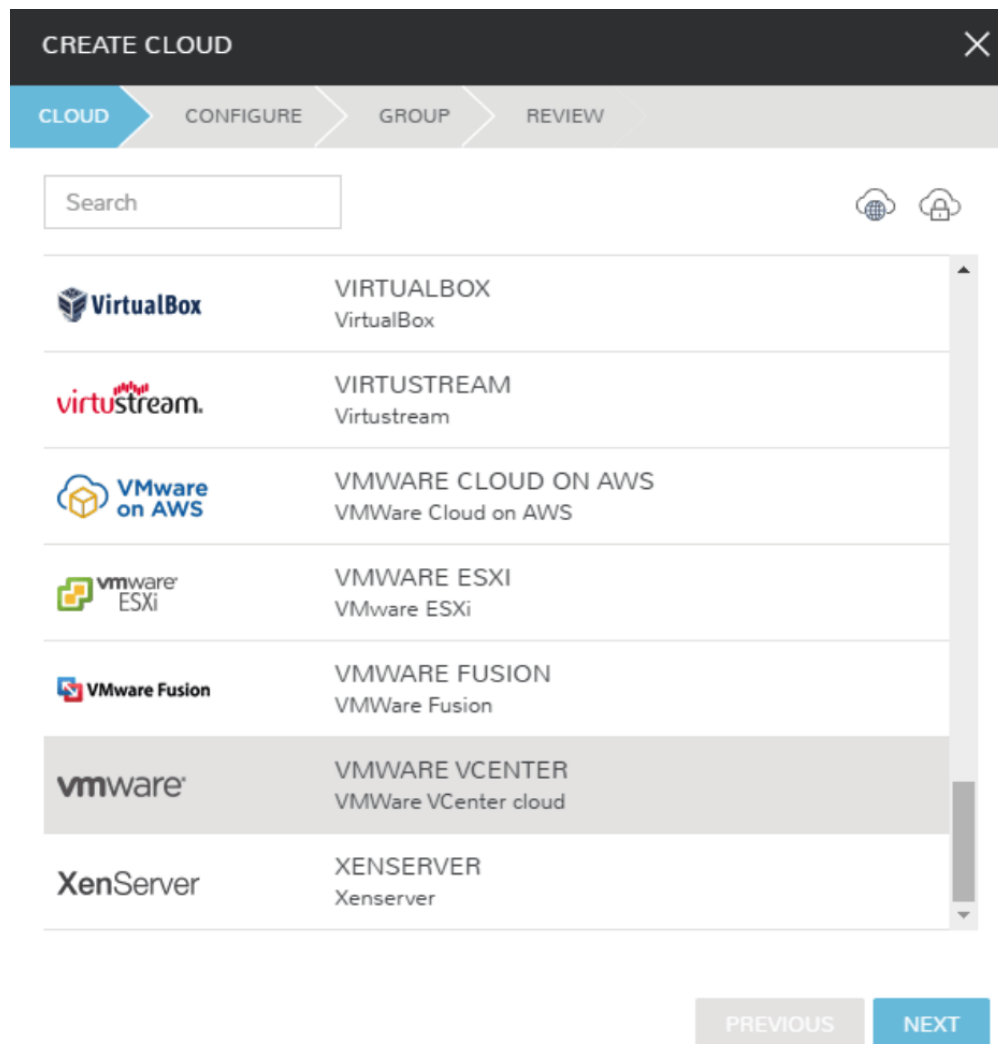 CREATE CLOUD
CLOUD CONFIGURE GROUP REVIEW
Search
VirtualBox
VIRTUALBOX
VirtualBox
virtustream.
VIRTUSTREAM
Virtustream
VMware
on AWS
VMWARE CLOUD ON AWS
VMWare Cloud on AWS
vmware
ESXi
VMWARE ESXI
VMware ESXi
VMware Fusion
VMWARE FUSION
VMWare Fusion
vmware
VMWARE VCENTER
VMWare VCenter cloud
XenServer
XENSERVER
Xenserver
PREVIOUS NEXT